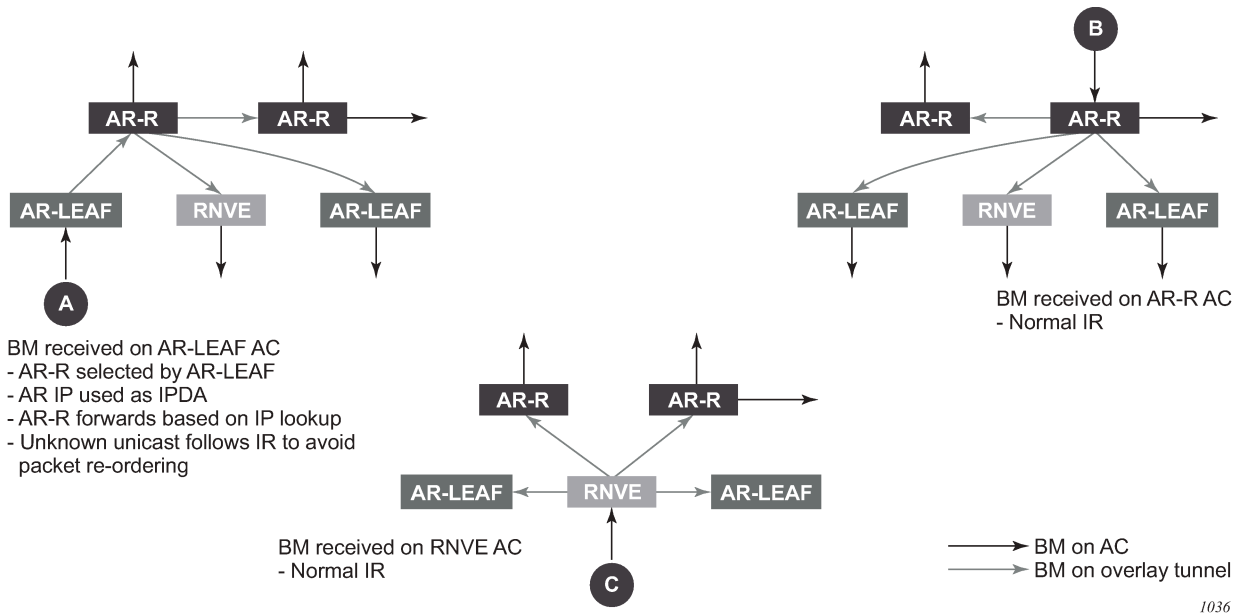 B
AR-R
AR-R
AR-R
AR-R
AR-LEAF
RNVE
AR-LEAF
AR-LEAF
RNVE
AR-LEAF
A
BM received on AR-LEAF AC
- AR-R selected by AR-LEAF
- AR IP used as IPDA
- AR-R forwards based on IP lookup
- Unknown unicast follows IR to avoid
packet re-ordering
BM received on AR-R AC
- Normal IR
AR-R
AR-R
AR-LEAF
RNVE
AR-LEAF
BM received on RNVE AC
- Normal IR
C
BM on AC
BM on overlay tunnel
1036